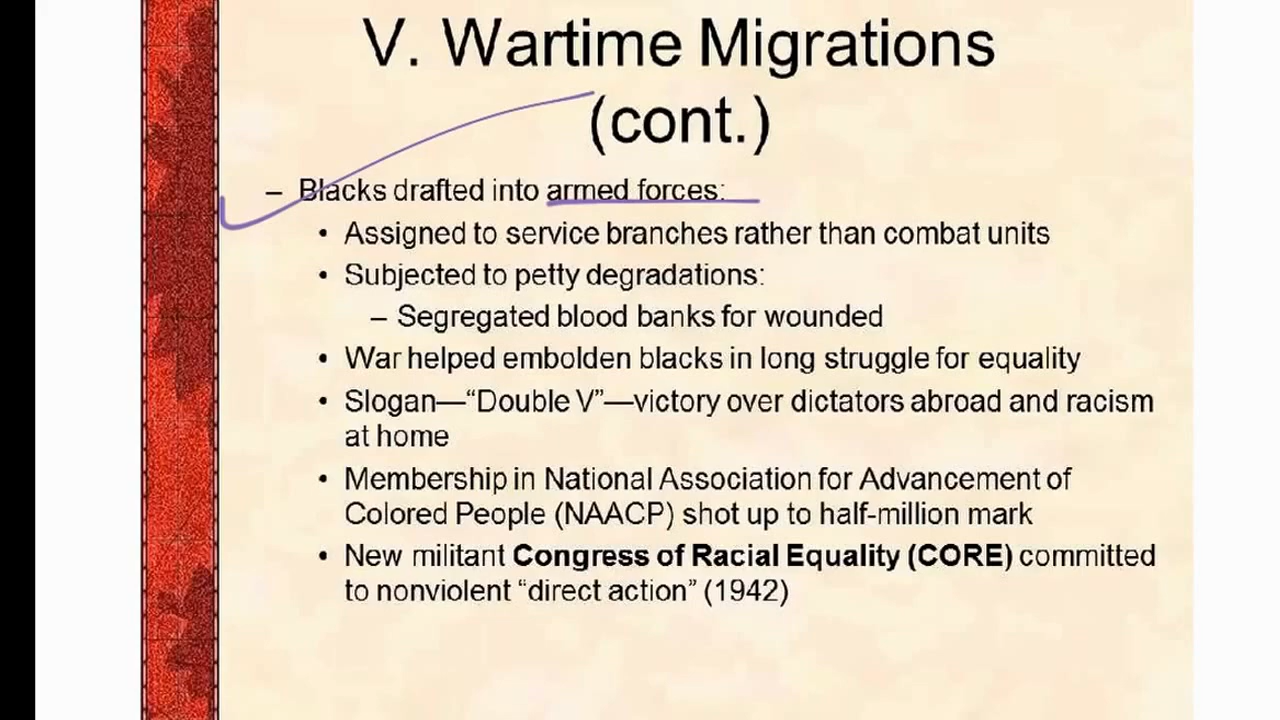 V. Wartime Migrations
(cont.)
– Blacks drafted into armed forces:
• Assigned to service branches rather than combat units
• Subjected to petty degradations:
– Segregated blood banks for wounded
• War helped embolden blacks in long struggle for equality
• Slogan—“Double V”—victory over dictators abroad and racism
at home
• Membership in National Association for Advancement of
Colored People (NAACP) shot up to half-million mark
• New militant Congress of Racial Equality (CORE) committed
to nonviolent “direct action” (1942)